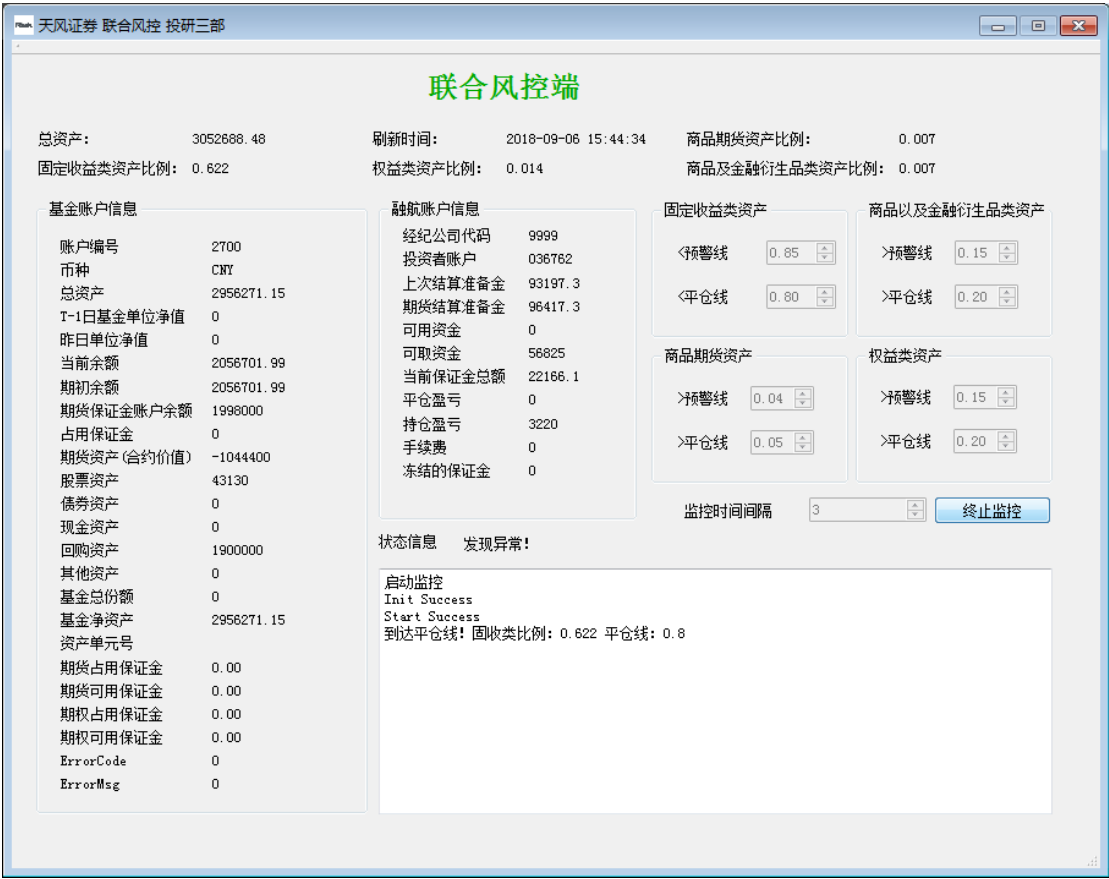 天风证券 联合风控 投研三部
联合风控端
总资产: 3052688.48 刷新时间: 2018-09-06 15:44:34 商品期货资产比例: 0.007
固定收益类资产比例: 0.622 权益类资产比例: 0.014 商品及金融衍生品类资产比例: 0.007
基金账户信息
账户编号 2700
币种 CNY
总资产 2956271.15
T-1日基金单位净值 0
昨日单位净值 0
当前余额 2056701.99
期初余额 2056701.99
期货保证金账户余额 1998000
占用保证金 0
期货资产(合约价值) -1044400
股票资产 43130
债券资产 0
现金资产 0
回购资产 1900000
其他资产 0
基金总份额 0
基金净资产 2956271.15
资产单元号
期货占用保证金 0.00
期货可用保证金 0.00
期权占用保证金 0.00
期权可用保证金 0.00
ErrorCode 0
ErrorMsg 0
融航账户信息
经纪公司代码 9999
投资者账户 036762
上次结算准备金 93197.3
期货结算准备金 96417.3
可用资金 0
可取资金 56825
当前保证金总额 22166.1
平仓盈亏 0
持仓盈亏 3220
手续费 0
冻结的保证金 0
固定收益类资产
<预警线 0.85
<平仓线 0.80
商品以及金融衍生品类资产
>预警线 0.15
>平仓线 0.20
商品期货资产
>预警线 0.04
>平仓线 0.05
权益类资产
>预警线 0.15
>平仓线 0.20
监控时间间隔 3 终止监控
状态信息 发现异常!
启动监控
Init Success
Start Success
到达平仓线! 固收类比例: 0.622 平仓线: 0.8